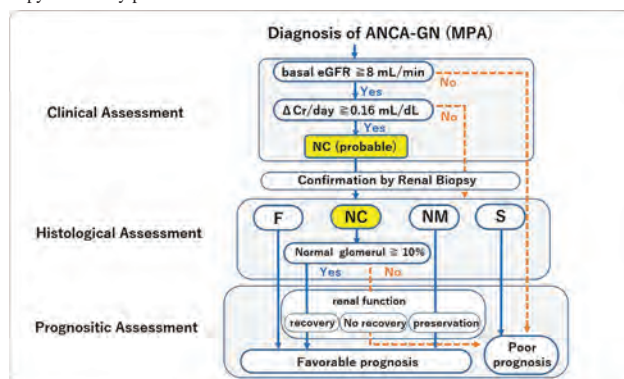 Diagnosis of ANCA-GN (MPA)
basal eGFR ≧8 mL/min
Yes
No
Clinical Assessment
ΔCr/day ≧0.16 mL/dL
Yes
No
NC (probable)
Confirmation by Renal Biopsy
F
NC
NM
S
Histological Assessment
Normal glomerul ≧ 10%
Yes
No
renal function
Prognositic Assessment
recovery
No recovery
preservation
Poor
prognosis
Favorable prognosis